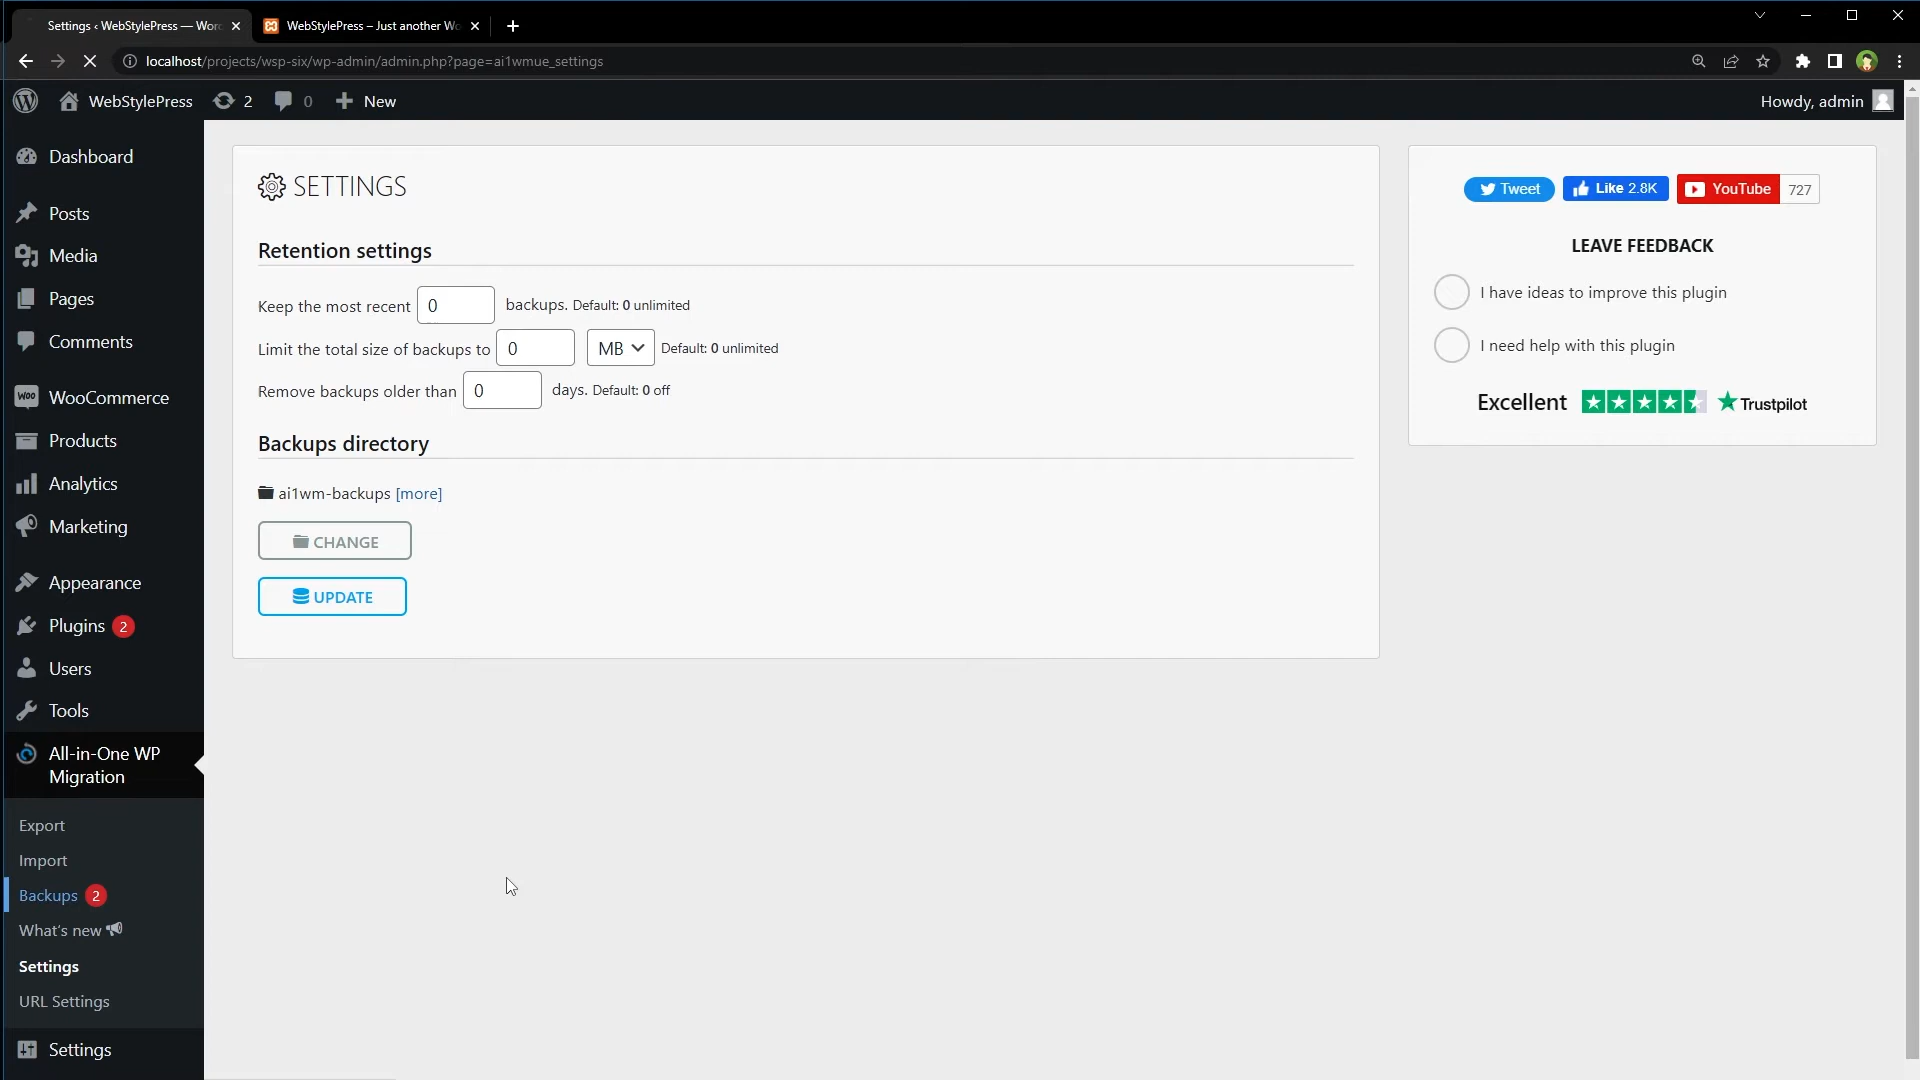 Settings ‹ WebStylePress — Worc
WebStylePress – Just another Wo
localhost/projects/wsp-six/wp-admin/admin.php?page=ai1wmue_settings
WebStylePress 2 0 New
Howdy, admin
Dashboard
Posts
Media
Pages
Comments
WooCommerce
Products
Analytics
Marketing
Appearance
Plugins 2
Users
Tools
All-in-One WP
Migration
Export
Import
Backups 2
What's new
Settings
URL Settings
Settings
SETTINGS
Retention settings
Keep the most recent 0 backups. Default: 0 unlimited
Limit the total size of backups to 0 MB Default: 0 unlimited
Remove backups older than 0 days. Default: 0 off
Backups directory
ai1wm-backups [more]
CHANGE
UPDATE
Tweet Like 2.8K YouTube 727
LEAVE FEEDBACK
I have ideas to improve this plugin
I need help with this plugin
Excellent Trustpilot